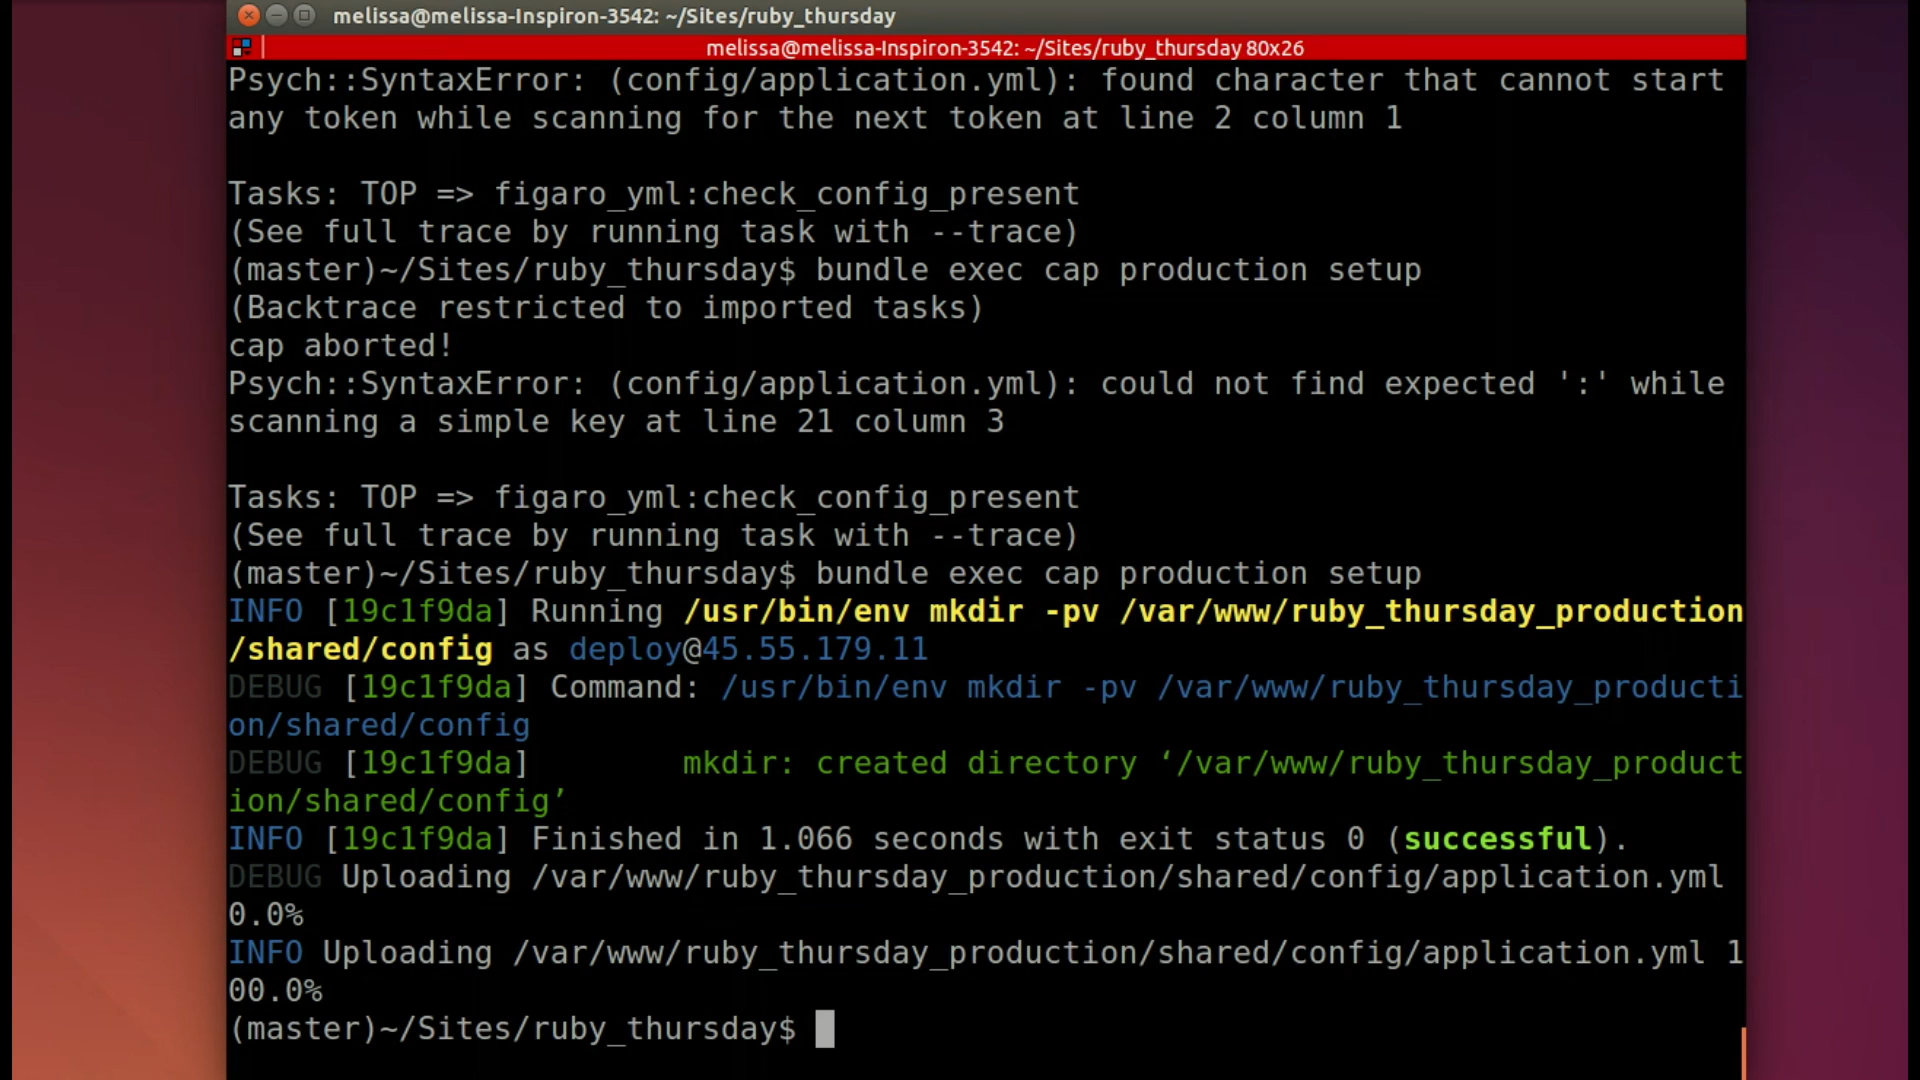 melissa@melissa-Inspiron-3542: ~/Sites/ruby_thursday
melissa@melissa-Inspiron-3542: ~/Sites/ruby_thursday 80x26
Psych::SyntaxError: (config/application.yml): found character that cannot start
any token while scanning for the next token at line 2 column 1
Tasks: TOP => figaro_yml:check_config_present
(See full trace by running task with --trace)
(master)~/Sites/ruby_thursday$ bundle exec cap production setup
(Backtrace restricted to imported tasks)
cap aborted!
Psych::SyntaxError: (config/application.yml): could not find expected ':' while
scanning a simple key at line 21 column 3
Tasks: TOP => figaro_yml:check_config_present
(See full trace by running task with --trace)
(master)~/Sites/ruby_thursday$ bundle exec cap production setup
INFO [19c1f9da] Running /usr/bin/env mkdir -pv /var/www/ruby_thursday_production
/shared/config as deploy@45.55.179.11
DEBUG [19c1f9da] Command: /usr/bin/env mkdir -pv /var/www/ruby_thursday_producti
on/shared/config
DEBUG [19c1f9da] mkdir: created directory ‘/var/www/ruby_thursday_product
ion/shared/config’
INFO [19c1f9da] Finished in 1.066 seconds with exit status 0 (successful).
DEBUG Uploading /var/www/ruby_thursday_production/shared/config/application.yml
0.0%
INFO Uploading /var/www/ruby_thursday_production/shared/config/application.yml 1
00.0%
(master)~/Sites/ruby_thursday$